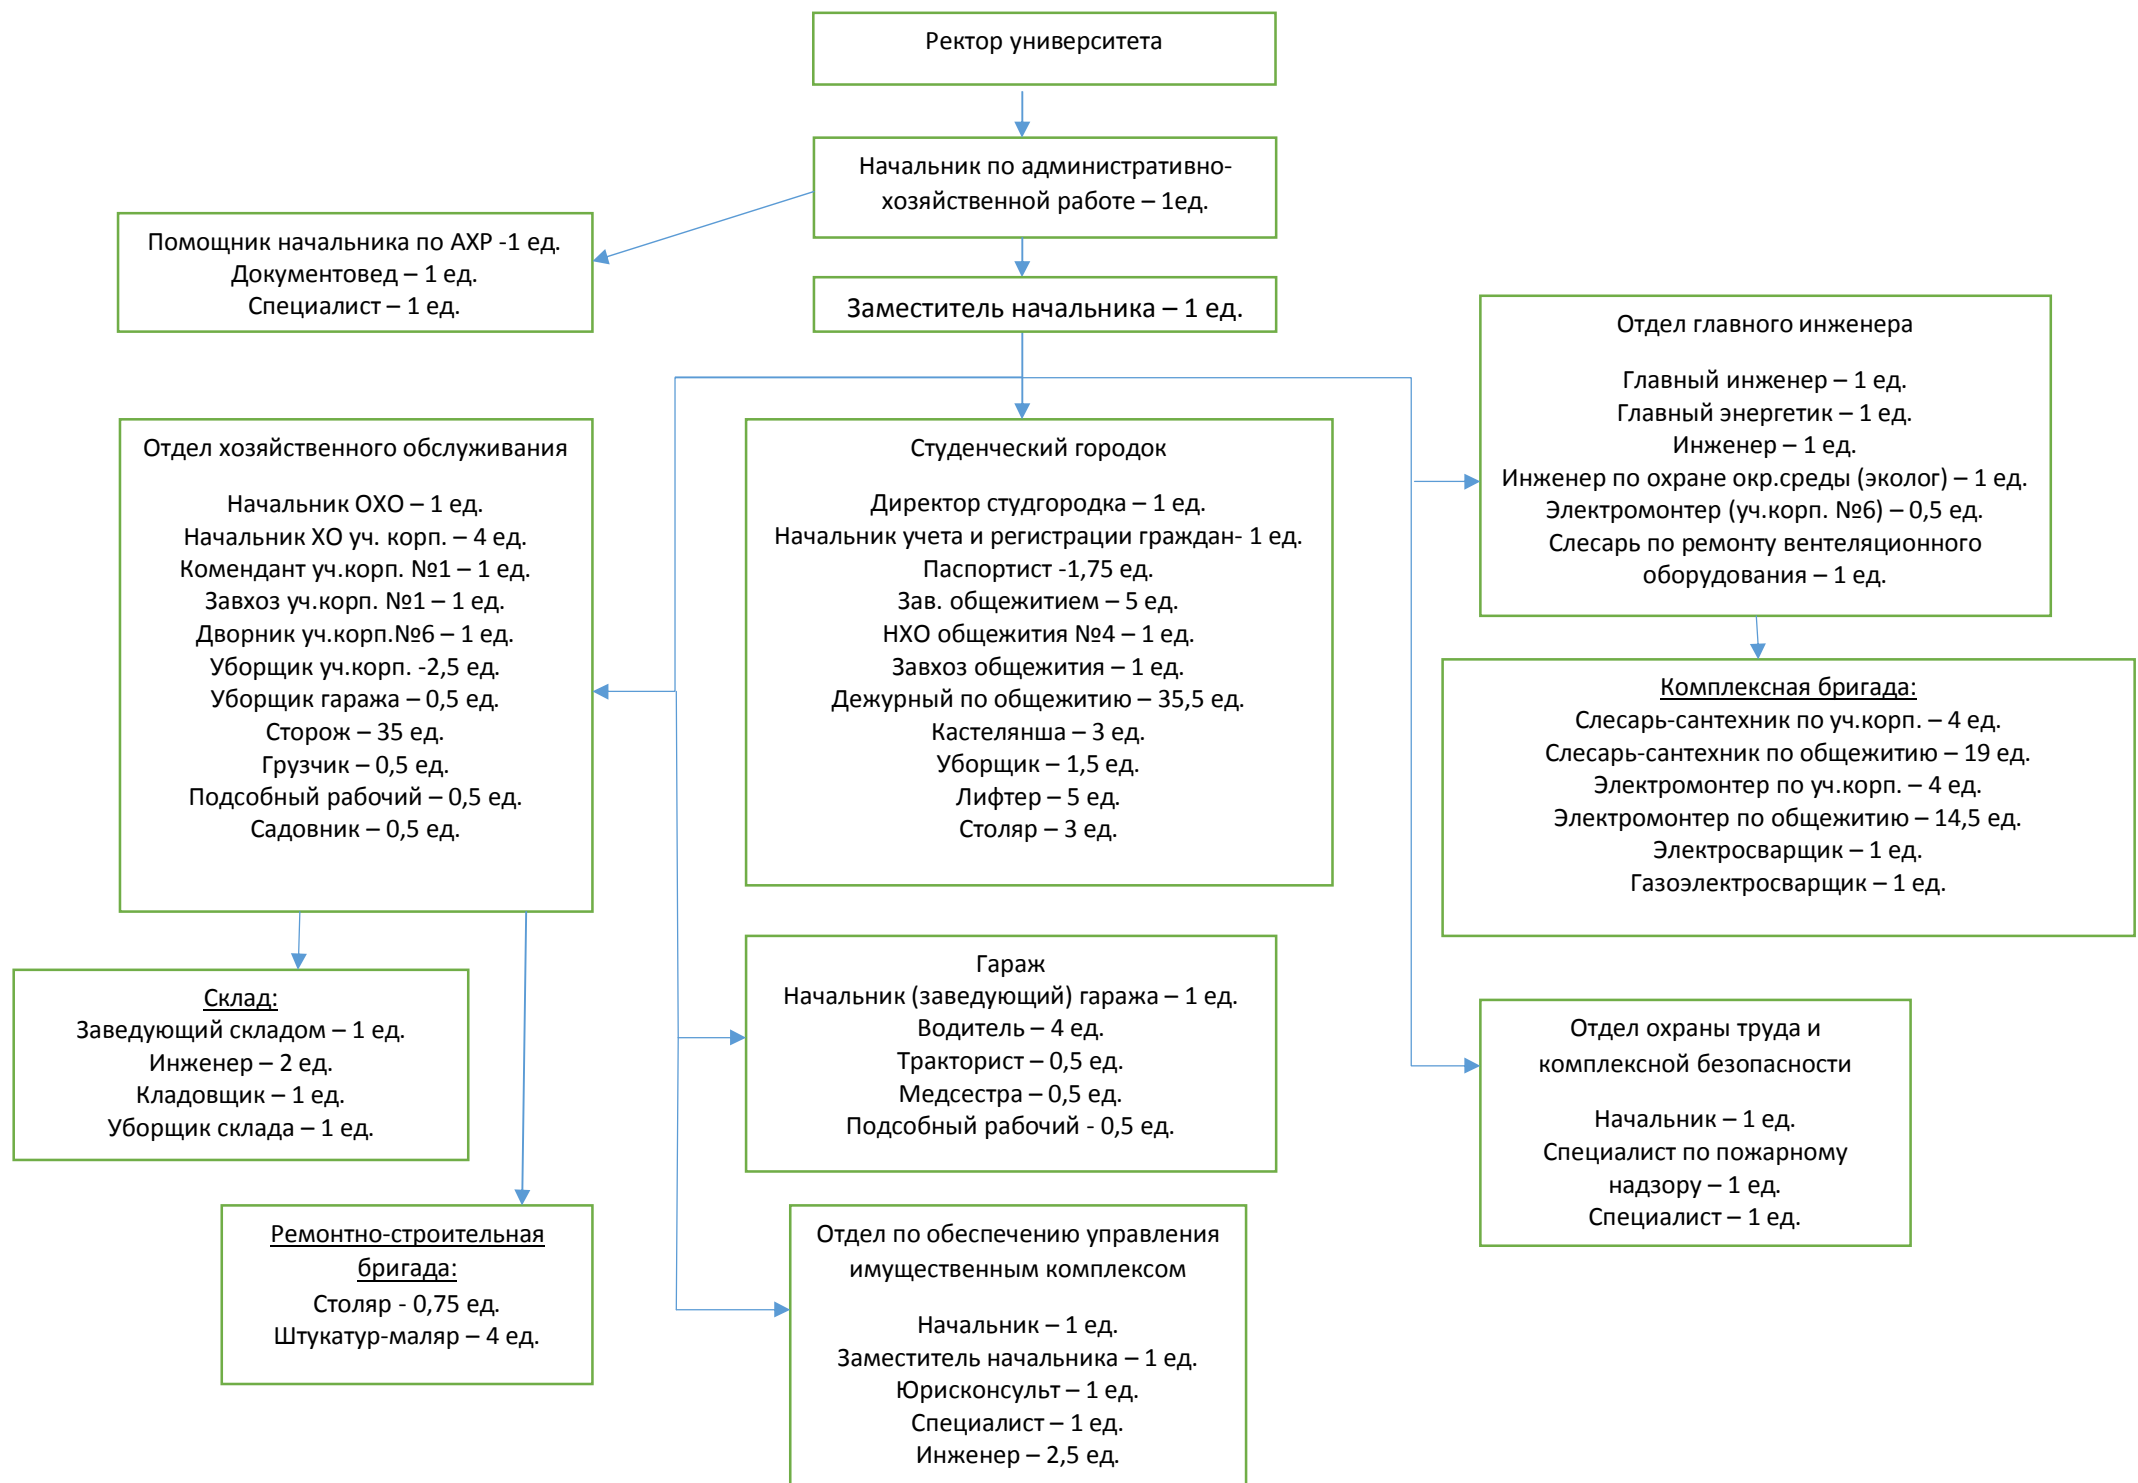 Ректор университета
Начальник по административно-
хозяйственной работе – 1ед.
Помощник начальника по АХР -1 ед.
Документовед – 1 ед.
Специалист – 1 ед.
Заместитель начальника – 1 ед.
Отдел главного инженера
Главный инженер – 1 ед.
Главный энергетик – 1 ед.
Инженер – 1 ед.
Инженер по охране окр.среды (эколог) – 1 ед.
Электромонтер (уч.корп. №6) – 0,5 ед.
Слесарь по ремонту вентеляционного
оборудования – 1 ед.
Отдел хозяйственного обслуживания
Начальник ОХО – 1 ед.
Начальник ХО уч. корп. – 4 ед.
Комендант уч.корп. №1 – 1 ед.
Завхоз уч.корп. №1 – 1 ед.
Дворник уч.корп.№6 – 1 ед.
Уборщик уч.корп. -2,5 ед.
Уборщик гаража – 0,5 ед.
Сторож – 35 ед.
Грузчик – 0,5 ед.
Подсобный рабочий – 0,5 ед.
Садовник – 0,5 ед.
Студенческий городок
Директор студгородка – 1 ед.
Начальник учета и регистрации граждан- 1 ед.
Паспортист -1,75 ед.
Зав. общежитием – 5 ед.
НХО общежития №4 – 1 ед.
Завхоз общежития – 1 ед.
Дежурный по общежитию – 35,5 ед.
Кастелянша – 3 ед.
Уборщик – 1,5 ед.
Лифтер – 5 ед.
Столяр – 3 ед.
Комплексная бригада:
Слесарь-сантехник по уч.корп. – 4 ед.
Слесарь-сантехник по общежитию – 19 ед.
Электромонтер по уч.корп. – 4 ед.
Электромонтер по общежитию – 14,5 ед.
Электросварщик – 1 ед.
Газоэлектросварщик – 1 ед.
Склад:
Заведующий складом – 1 ед.
Инженер – 2 ед.
Кладовщик – 1 ед.
Уборщик склада – 1 ед.
Гараж
Начальник (заведующий) гаража – 1 ед.
Водитель – 4 ед.
Тракторист – 0,5 ед.
Медсестра – 0,5 ед.
Подсобный рабочий - 0,5 ед.
Отдел охраны труда и
комплексной безопасности
Начальник – 1 ед.
Специалист по пожарному
надзору – 1 ед.
Специалист – 1 ед.
Ремонтно-строительная
бригада:
Столяр - 0,75 ед.
Штукатур-маляр – 4 ед.
Отдел по обеспечению управления
имущественным комплексом
Начальник – 1 ед.
Заместитель начальника – 1 ед.
Юрисконсульт – 1 ед.
Специалист – 1 ед.
Инженер – 2,5 ед.